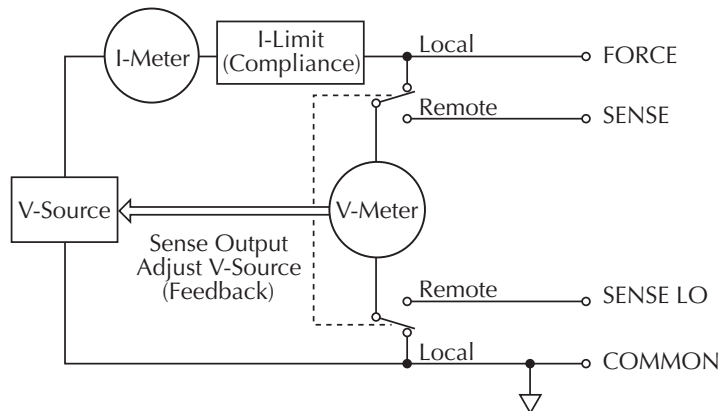 I-Meter
I-Limit
(Compliance)
Local
FORCE
Remote
SENSE
V-Source
V-Meter
Sense Output
Adjust V-Source
(Feedback)
Remote
SENSE LO
Local
COMMON